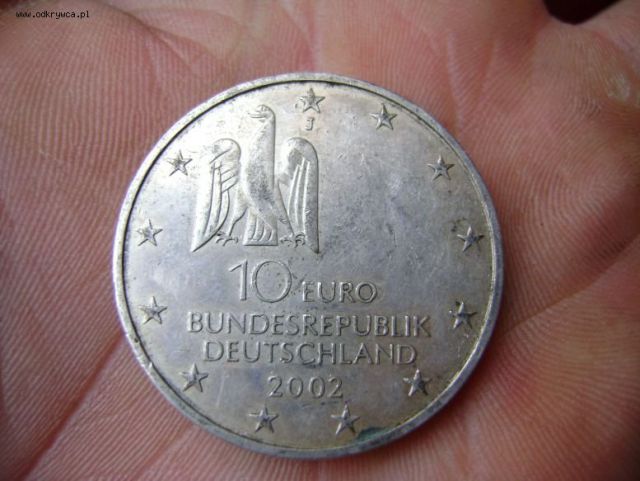 www.odkrywca.pl
J
10 EURO
BUNDESREPUBLIK
DEUTSCHLAND
2002